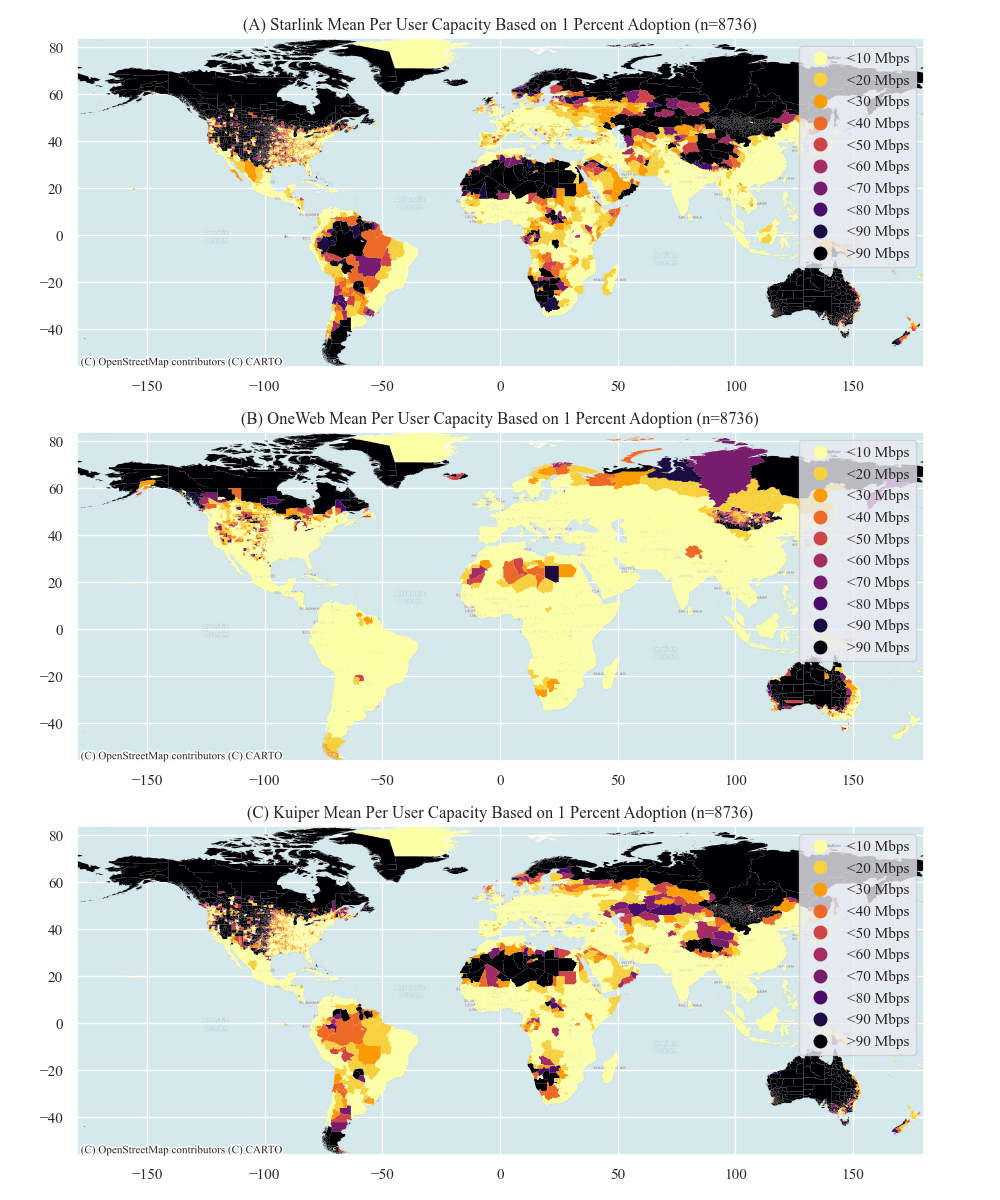 (A) Starlink Mean Per User Capacity Based on 1 Percent Adoption (n=8736)
80
60
40
20
0
−20
−40
<10 Mbps
<20 Mbps
<30 Mbps
<40 Mbps
<50 Mbps
<60 Mbps
<70 Mbps
<80 Mbps
<90 Mbps
>90 Mbps
(C) OpenStreetMap contributors (C) CARTO
−150 −100 −50 0 50 100 150
(B) OneWeb Mean Per User Capacity Based on 1 Percent Adoption (n=8736)
80
60
40
20
0
−20
−40
<10 Mbps
<20 Mbps
<30 Mbps
<40 Mbps
<50 Mbps
<60 Mbps
<70 Mbps
<80 Mbps
<90 Mbps
>90 Mbps
(C) OpenStreetMap contributors (C) CARTO
−150 −100 −50 0 50 100 150
(C) Kuiper Mean Per User Capacity Based on 1 Percent Adoption (n=8736)
80
60
40
20
0
−20
−40
<10 Mbps
<20 Mbps
<30 Mbps
<40 Mbps
<50 Mbps
<60 Mbps
<70 Mbps
<80 Mbps
<90 Mbps
>90 Mbps
(C) OpenStreetMap contributors (C) CARTO
−150 −100 −50 0 50 100 150